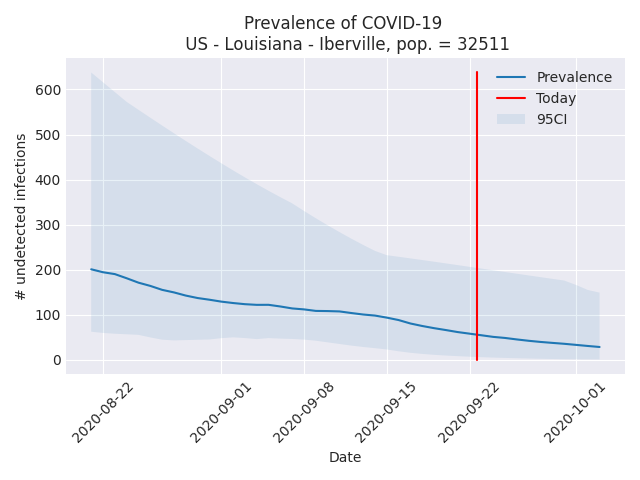 Prevalence of COVID-19
US - Louisiana - Iberville, pop. = 32511
Prevalence
Today
95CI
# undetected infections
600
500
400
300
200
100
0
2020-08-22
2020-09-01
2020-09-08
2020-09-15
2020-09-22
2020-10-01
Date